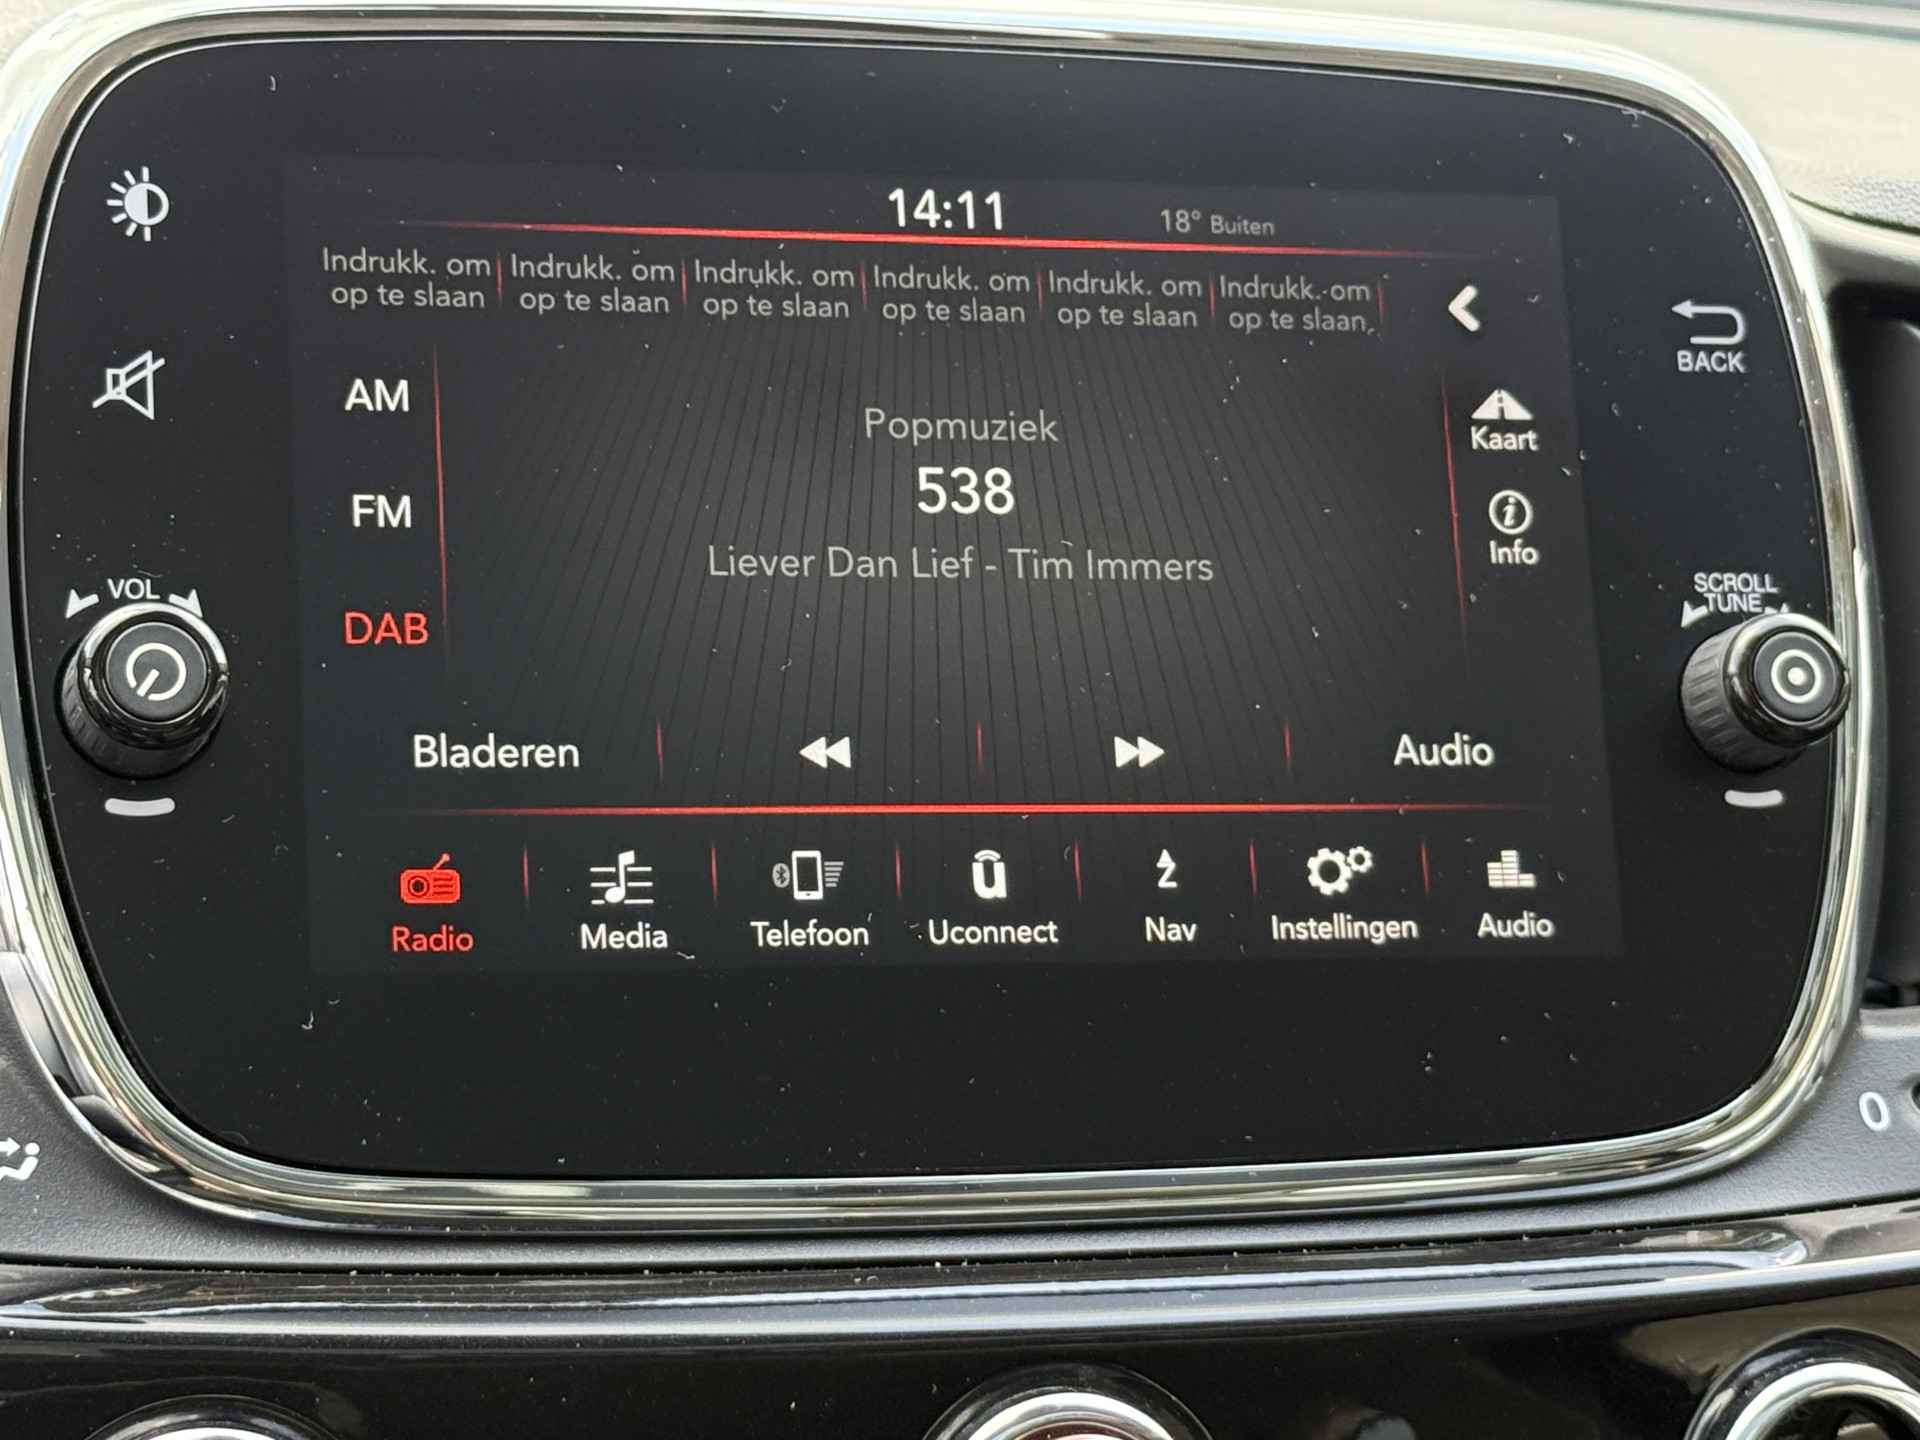 14:11
18° Buiten
Indrukk. om op te slaan
Indrukk. om op te slaan
Indrukk. om op te slaan
Indrukk. om op te slaan
Indrukk. om op te slaan
Indrukk. om op te slaan
BACK
AM
FM
DAB
Popmuziek
538
Liever Dan Lief - Tim Immers
Kaart
Info
VOL
SCROLL
TUNE
Bladeren
Audio
Radio
Media
Telefoon
Uconnect
Nav
Instellingen
Audio
0